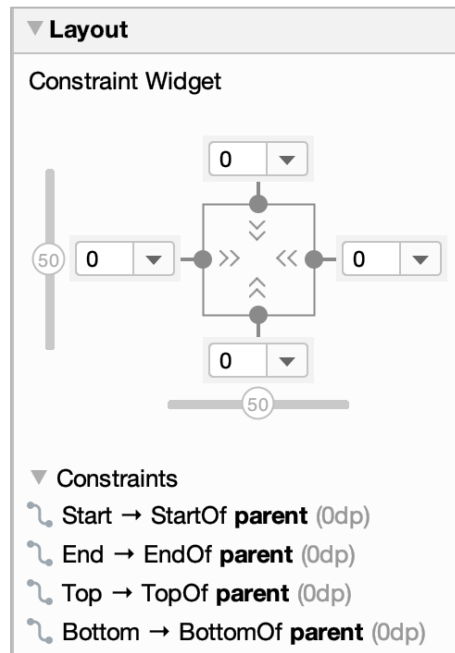 Layout
Constraint Widget
0
50
0
0
0
50
Constraints
Start → StartOf parent (0dp)
End → EndOf parent (0dp)
Top → TopOf parent (0dp)
Bottom → BottomOf parent (0dp)